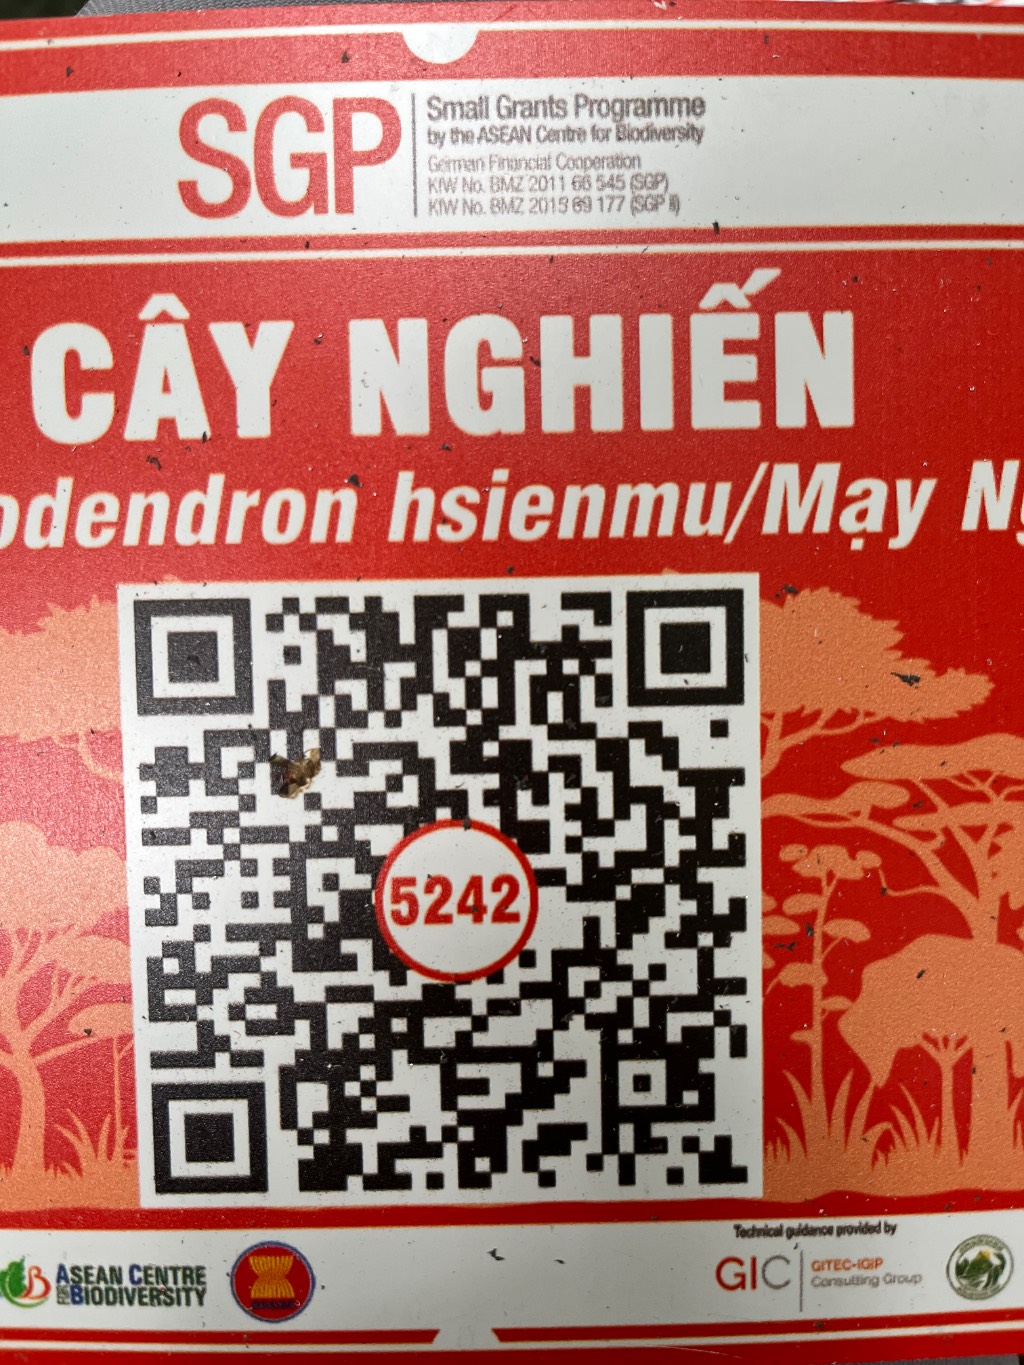 SGP
Small Grants Programme
by the ASEAN Centre for Biodiversity
German Financial Cooperation
KfW No. BMZ 2011 66 545 (SGP)
KfW No. BMZ 2015 69 177 (SGP II)
CÂY NGHIẾN
odendron hsienmu/Mạy Ng
5242
ASEAN CENTRE
FOR BIODIVERSITY
Technical guidance provided by
GIC
GITEC-IGIP
Consulting Group